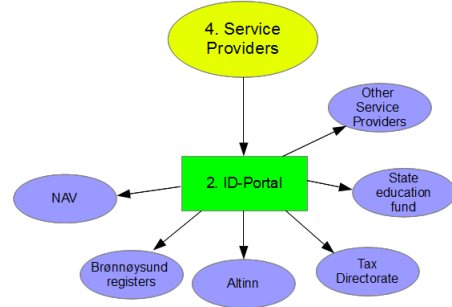 4. Service
Providers
Other
Service
Providers
2. ID-Portal
State
education
fund
NAV
Brønnøysund
registers
Altinn
Tax
Directorate